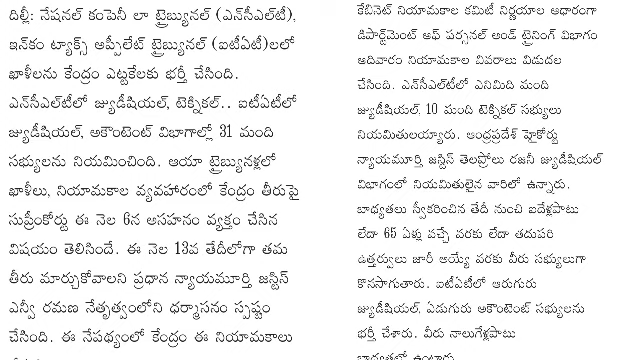 దిల్లీ: నేషనల్ కంపెనీ లా ట్రైబ్యునల్ (ఎన్‌సీఎల్‌టీ),
ఇన్‌కం ట్యాక్స్ అప్పీలేట్ ట్రైబ్యునల్ (ఐటీఏటీ)లలో
ఖాళీలను కేంద్రం ఎట్టకేలకు భర్తీ చేసింది.
ఎన్‌సీఎల్‌టీలో జ్యుడీషియల్, టెక్నికల్.. ఐటీఏటీలో
జ్యుడీషియల్, అకౌంటెంట్ విభాగాల్లో 31 మంది
సభ్యులను నియమించింది. ఆయా ట్రైబ్యునళ్లలో
ఖాళీలు, నియామకాల వ్యవహారంలో కేంద్రం తీరుపై
సుప్రీంకోర్టు ఈ నెల 6న అసహనం వ్యక్తం చేసిన
విషయం తెలిసిందే. ఈ నెల 13వ తేదీలోగా తమ
తీరు మార్చుకోవాలని ప్రధాన న్యాయమూర్తి జస్టిన్
ఎన్వీ రమణ నేతృత్వంలోని ధర్మాసనం స్పష్టం
చేసింది. ఈ నేపథ్యంలో కేంద్రం ఈ నియామకాలు
కేబినెట్ నియామకాల కమిటీ నిర్ణయాల ఆధారంగా
డిపార్ట్‌మెంట్ ఆఫ్ పర్సనల్ అండ్ ట్రైనింగ్ విభాగం
ఆదివారం నియామకాల వివరాలు విడుదల
చేసింది. ఎన్‌సీఎల్‌టీలో ఎనిమిది మంది
జ్యుడీషియల్, 10 మంది టెక్నికల్ సభ్యులు
నియమితులయ్యారు. ఆంధ్రప్రదేశ్ హైకోర్టు
న్యాయమూర్తి జస్టిన్ తెలప్రోలు రజనీ జ్యుడీషియల్
విభాగంలో నియమితులైన వారిలో ఉన్నారు.
బాధ్యతలు స్వీకరించిన తేదీ నుంచి ఐదేళ్లపాటు
లేదా 65 ఏళ్లు వచ్చే వరకు లేదా తదుపరి
ఉత్తర్వులు జారీ అయ్యే వరకు వీరు సభ్యులుగా
కొనసాగుతారు. ఐటీఏటీలో ఆరుగురు
జ్యుడీషియల్, ఏడుగురు అకౌంటెంట్ సభ్యులను
భర్తీ చేశారు. వీరు నాలుగేళ్లపాటు
బాధ్యతల్లో ఉంటారు.